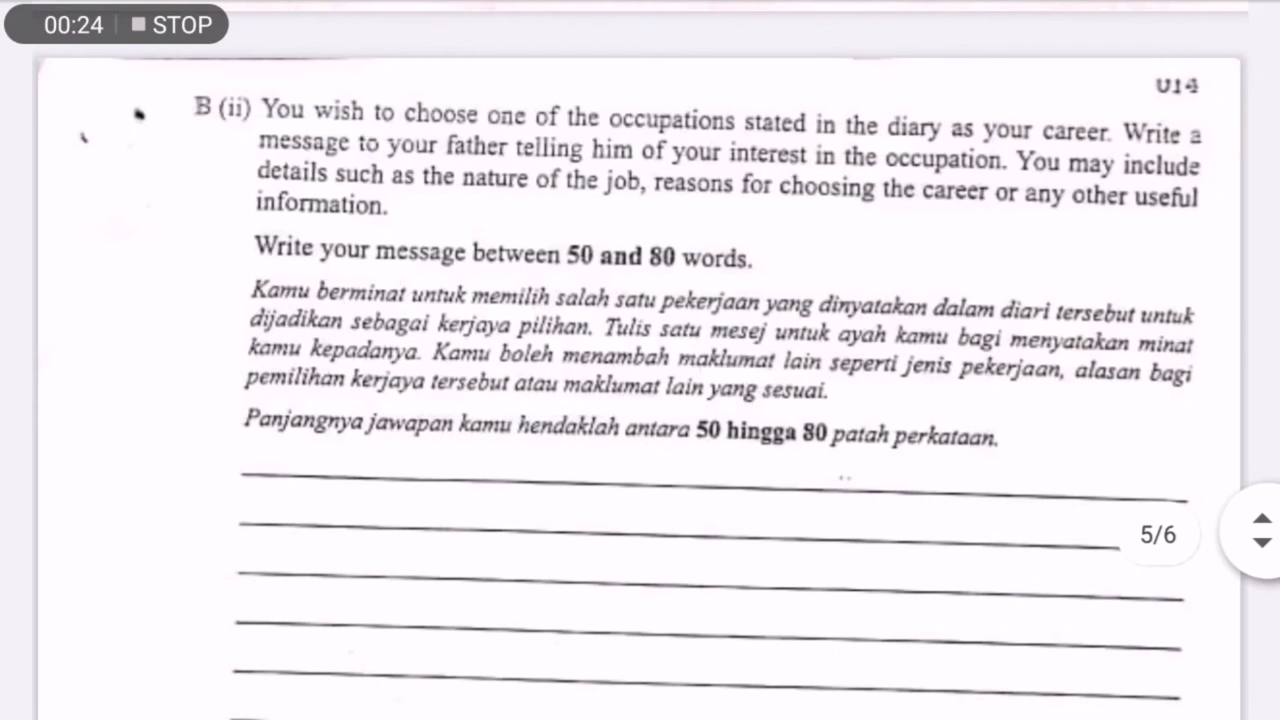 00:24 STOP
U14
B (ii) You wish to choose one of the occupations stated in the diary as your career. Write a
message to your father telling him of your interest in the occupation. You may include
details such as the nature of the job, reasons for choosing the career or any other useful
information.
Write your message between 50 and 80 words.
Kamu berminat untuk memilih salah satu pekerjaan yang dinyatakan dalam diari tersebut untuk
dijadikan sebagai kerjaya pilihan. Tulis satu mesej untuk ayah kamu bagi menyatakan minat
kamu kepadanya. Kamu boleh menambah maklumat lain seperti jenis pekerjaan, alasan bagi
pemilihan kerjaya tersebut atau maklumat lain yang sesuai.
Panjangnya jawapan kamu hendaklah antara 50 hingga 80 patah perkataan.
5/6